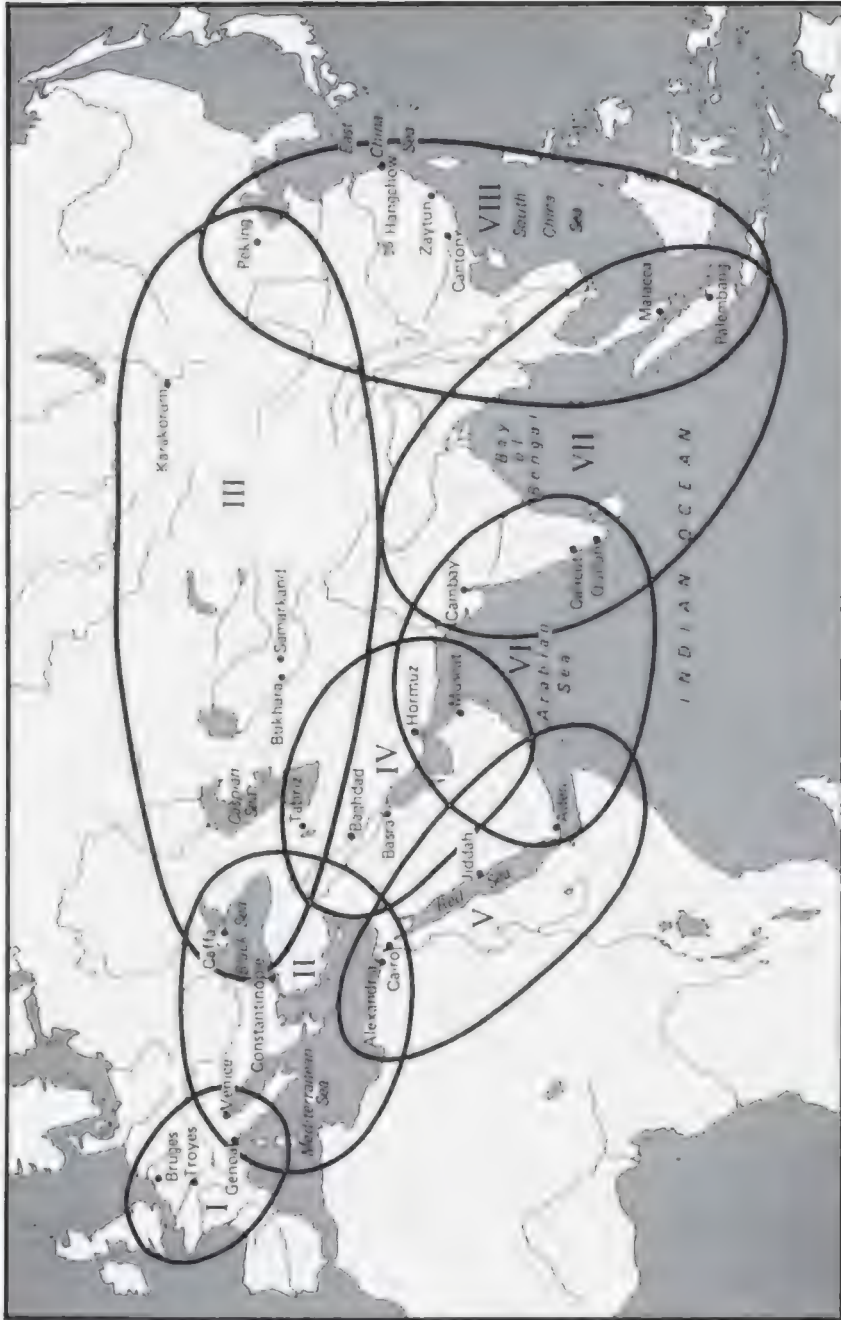 I
Bruges
Troyes
Genoa
Venice
II
Constantinople
Caffa
Black Sea
Mediterranean
Sea
Alexandria
Cairo
III
Caspian
Sea
Tabriz
Bukhara
Samarkand
Karakoram
Peking
IV
Baghdad
Basra
Hormuz
Muscat
V
Red
Sea
Jiddah
Aden
VI
Arabian
Sea
Cambay
Calicut
VII
Bay
of
Bengal
INDIAN OCEAN
VIII
East
China
Sea
Hangchow
Zaytun
Canton
South
China
Sea
Malacca
Palembang